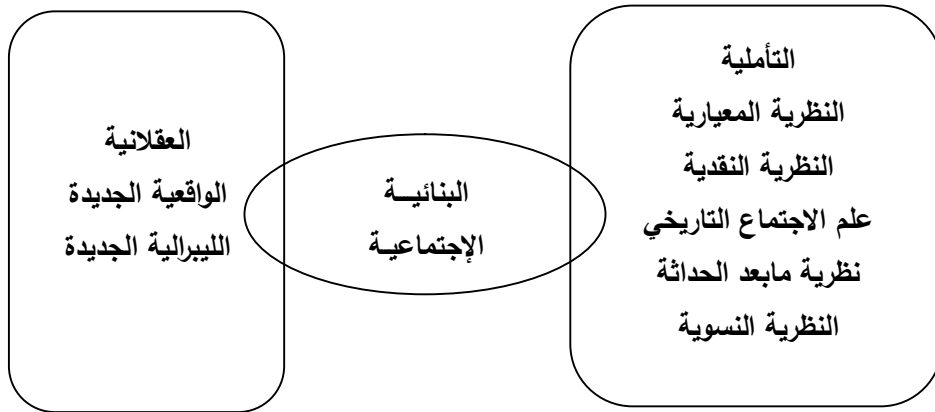 التأملية
النظرية المعيارية
النظرية النقدية
علم الاجتماع التاريخي
نظرية مابعد الحداثة
النظرية النسوية
البنائيــة
الإجتماعيـة
العقلانية
الواقعية الجديدة
الليبرالية الجديدة